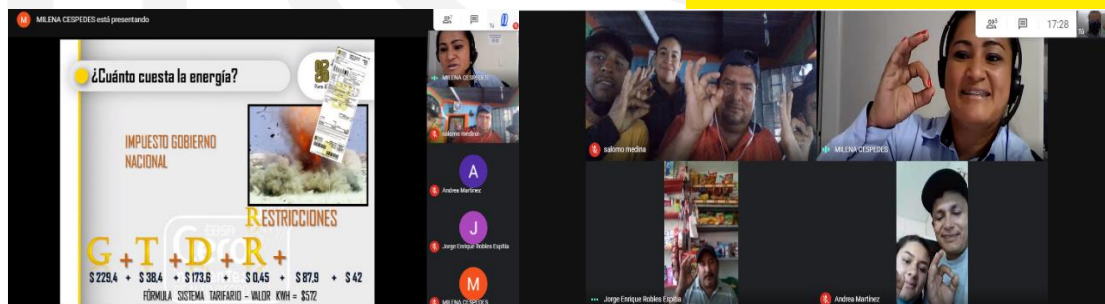 M MILENA CESPEDES está presentando
Tú
¿Cuánto cuesta la energía?
IMPUESTO GOBIERNO
NACIONAL
RESTRICCIONES
G + T + D + R +
$ 229,4 + $ 38,4 + $ 173,6 + $ 0,45 + $ 87,9 + $ 42
FÓRMULA SISTEMA TARIFARIO - VALOR KWH = $572
MILENA CESPEDES
salomo medina
A
Andrea Martinez
J
Jorge Enrique Robles Espitia
M
MILENA CESPEDES
17:28
Tú
salomo medina
MILENA CESPEDES
Jorge Enrique Robles Espitia
Andrea Martinez